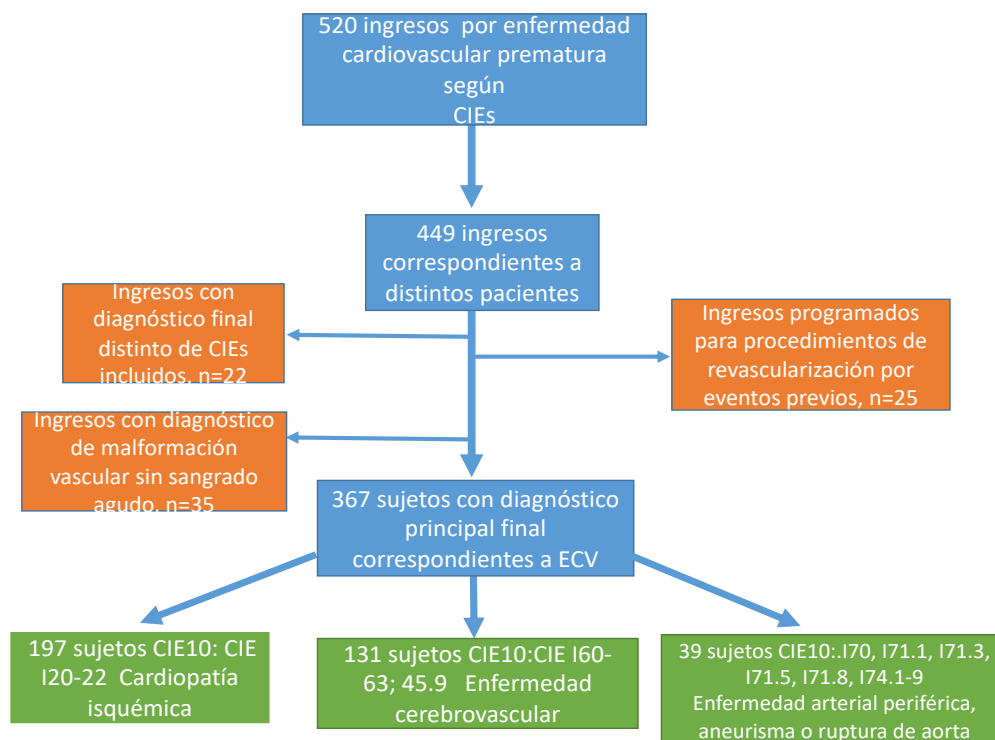 520 ingresos por enfermedad
cardiovascular prematura
según
CIEs
449 ingresos
correspondientes a
distintos pacientes
Ingresos con
diagnóstico final
distinto de CIEs
incluidos, n=22
Ingresos programados
para procedimientos de
revascularización por
eventos previos, n=25
Ingresos con diagnóstico
de malformación
vascular sin sangrado
agudo, n=35
367 sujetos con diagnóstico
principal final
correspondientes a ECV
197 sujetos CIE10: CIE
I20-22 Cardiopatía
isquémica
131 sujetos CIE10:CIE I60-
63; 45.9 Enfermedad
cerebrovascular
39 sujetos CIE10:.I70, I71.1, I71.3,
I71.5, I71.8, I74.1-9
Enfermedad arterial periférica,
aneurisma o ruptura de aorta